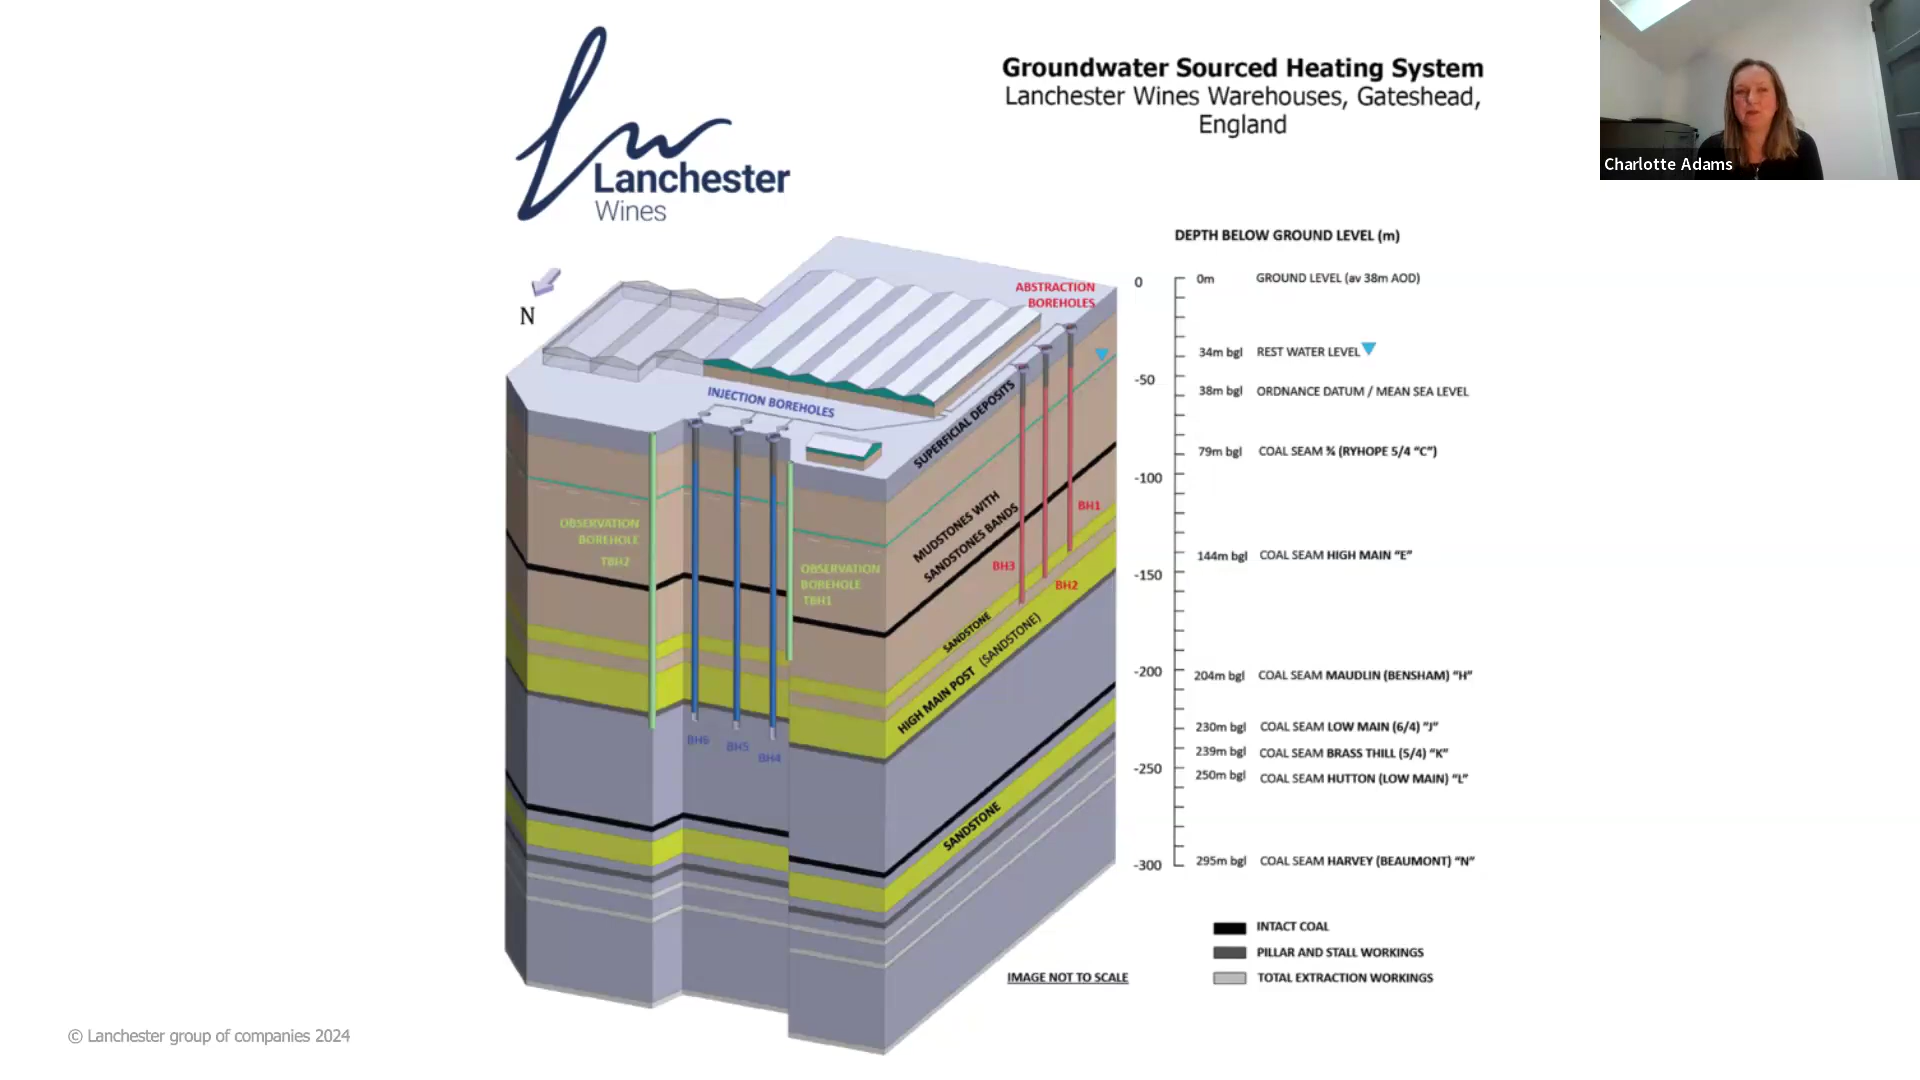 Lanchester
Wines
Groundwater Sourced Heating System
Lanchester Wines Warehouses, Gateshead,
England
Charlotte Adams
DEPTH BELOW GROUND LEVEL (m)
N
ABSTRACTION
BOREHOLES
INJECTION BOREHOLES
SUPERFICIAL DEPOSITS
MUDSTONES WITH
SANDSTONES BANDS
OBSERVATION
BOREHOLE
TBH2
OBSERVATION
BOREHOLE
TBH1
BH1
BH3
BH2
SANDSTONE
HIGH MAIN POST (SANDSTONE)
BH6
BH5
BH4
SANDSTONE
0
-50
-100
-150
-200
-250
-300
0m GROUND LEVEL (av 38m AOD)
34m bgl REST WATER LEVEL
38m bgl ORDNANCE DATUM / MEAN SEA LEVEL
79m bgl COAL SEAM ¾ (RYHOPE 5/4 "C")
144m bgl COAL SEAM HIGH MAIN "E"
204m bgl COAL SEAM MAUDLIN (BENSHAM) "H"
230m bgl COAL SEAM LOW MAIN (6/4) "J"
239m bgl COAL SEAM BRASS THILL (5/4) "K"
250m bgl COAL SEAM HUTTON (LOW MAIN) "L"
295m bgl COAL SEAM HARVEY (BEAUMONT) "N"
INTACT COAL
PILLAR AND STALL WORKINGS
TOTAL EXTRACTION WORKINGS
IMAGE NOT TO SCALE
© Lanchester group of companies 2024